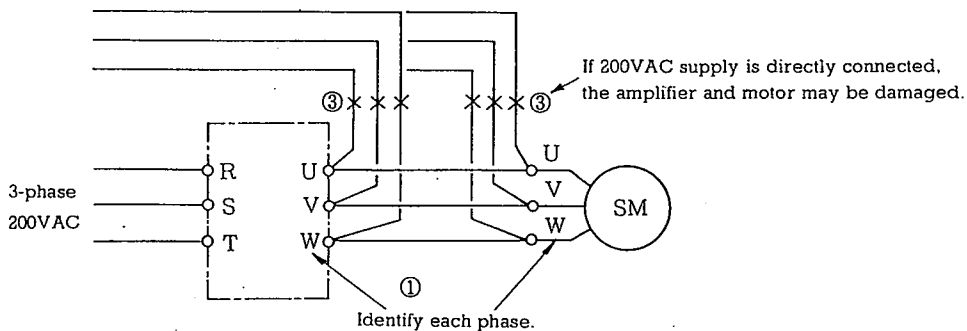 If 200VAC supply is directly connected,
the amplifier and motor may be damaged.
③
③
3-phase
200VAC
R
S
T
U
V
W
U
V
W
SM
①
Identify each phase.